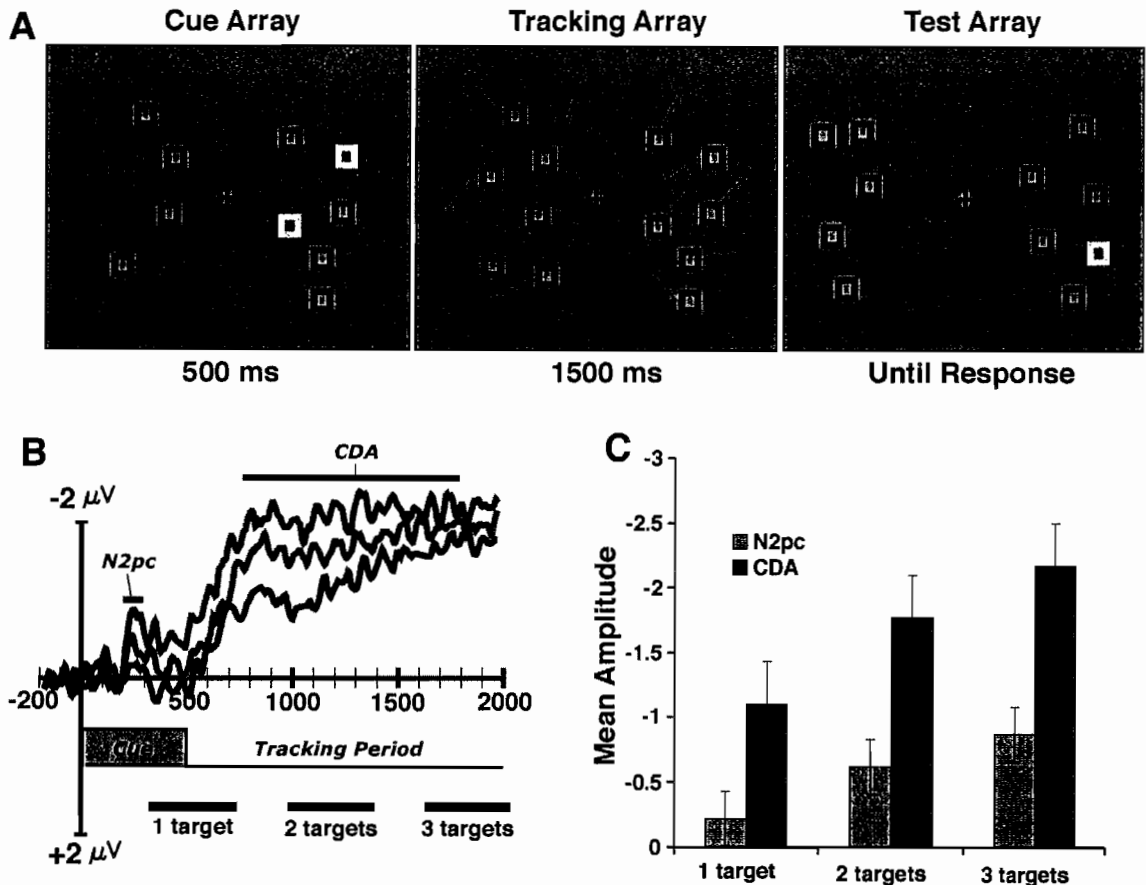 A
Cue Array
Tracking Array
Test Array
500 ms
1500 ms
Until Response
B
CDA
-2 μV
N2pc
-200
500
1000
1500
2000
Cue
Tracking Period
1 target
2 targets
3 targets
+2 μV
C
-3
-2.5
-2
-1.5
-1
-0.5
0
Mean Amplitude
N2pc
CDA
1 target
2 targets
3 targets